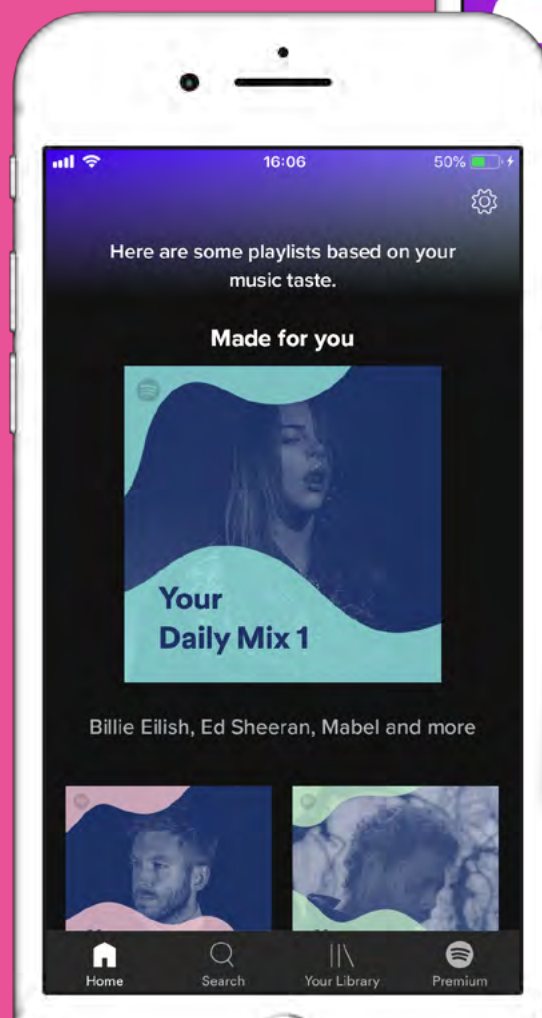 16:06
50%
Here are some playlists based on your
music taste.
Made for you
Your
Daily Mix 1
Billie Eilish, Ed Sheeran, Mabel and more
Home
Search
Your Library
Premium